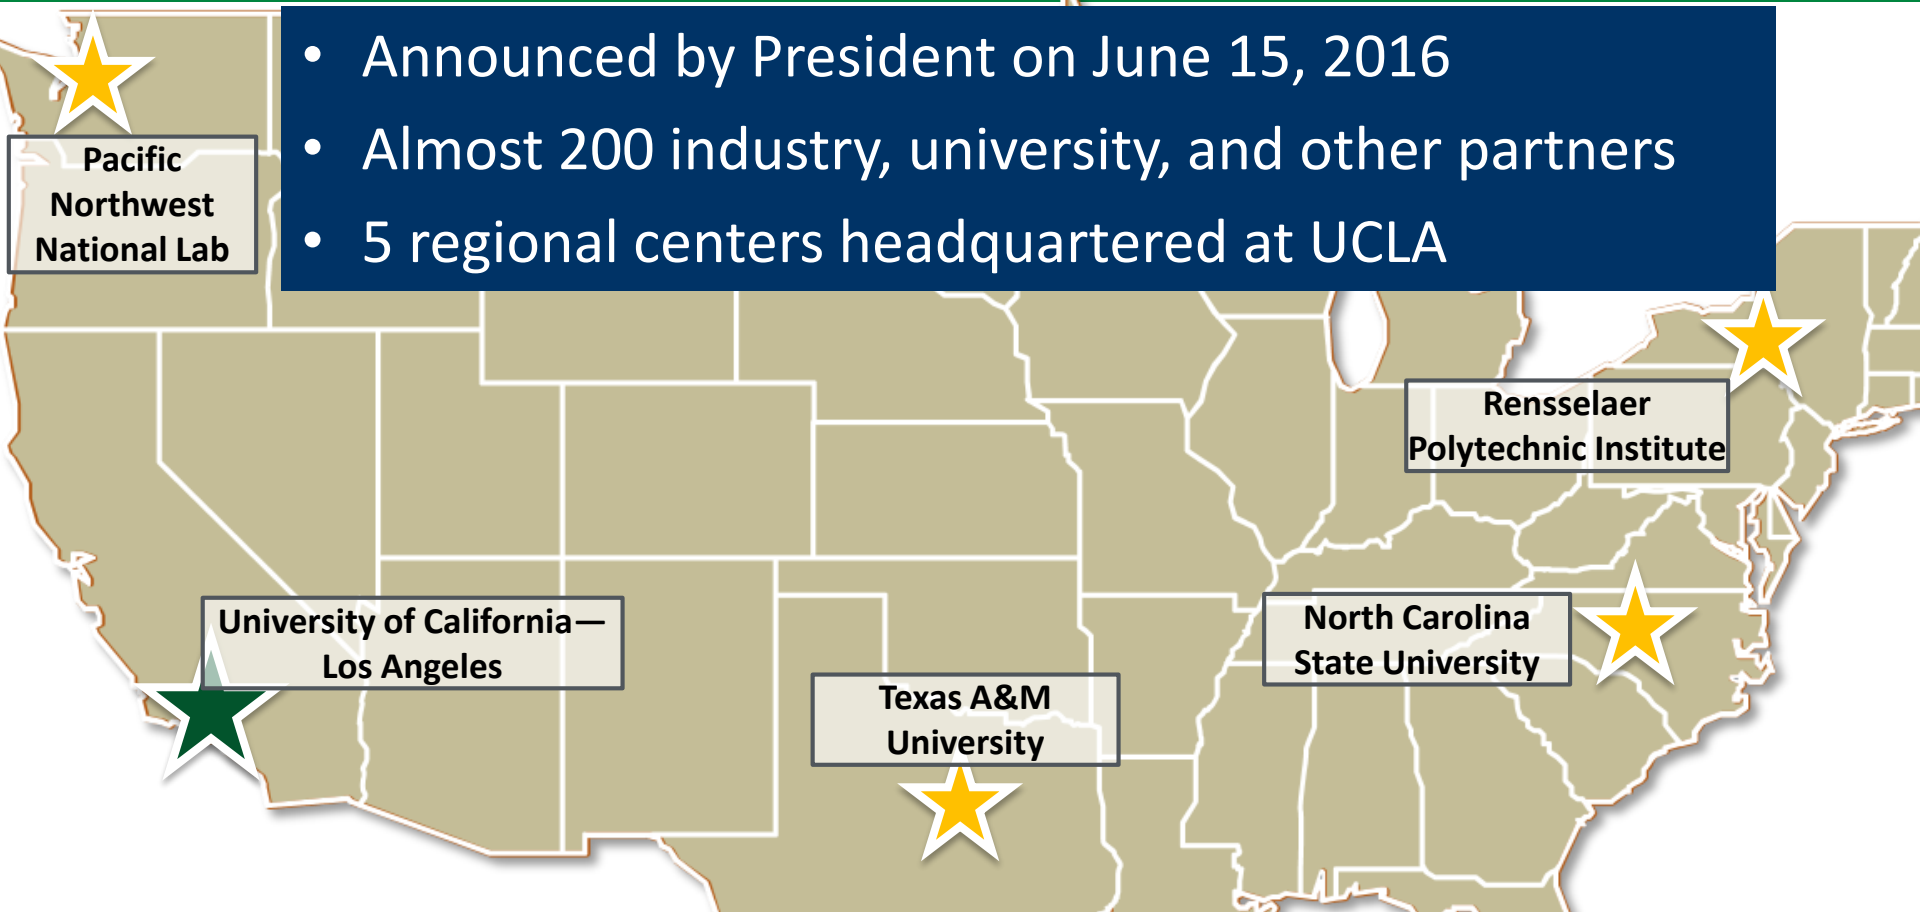 • Announced by President on June 15, 2016
• Almost 200 industry, university, and other partners
• 5 regional centers headquartered at UCLA
Pacific
Northwest
National Lab
Rensselaer
Polytechnic Institute
University of California—
Los Angeles
North Carolina
State University
Texas A&M
University